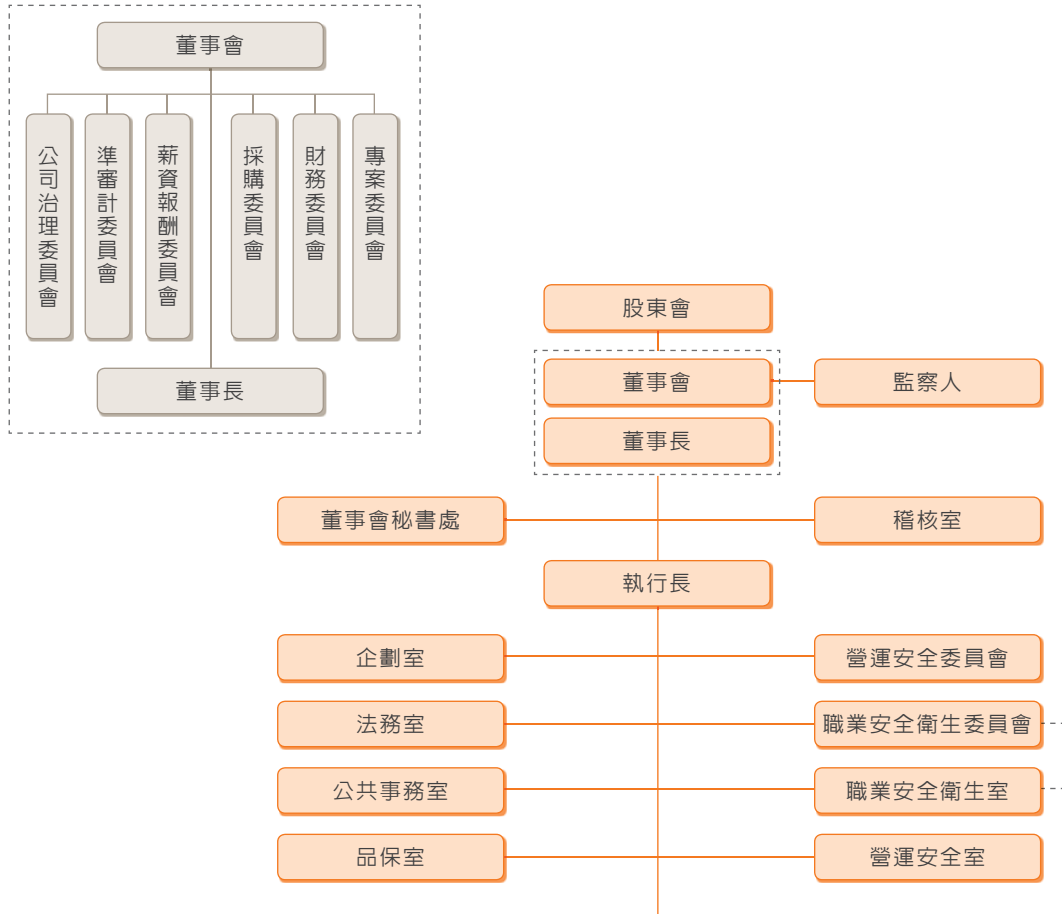 董事會
公司治理委員會
準審計委員會
薪資報酬委員會
採購委員會
財務委員會
專案委員會
董事長
股東會
董事會
監察人
董事長
董事會秘書處
稽核室
執行長
企劃室
營運安全委員會
法務室
職業安全衛生委員會
公共事務室
職業安全衛生室
品保室
營運安全室